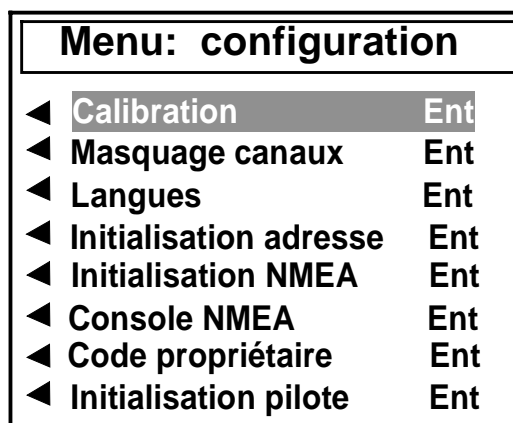 Menu: configuration
Calibration Ent
Masquage canaux Ent
Langues Ent
Initialisation adresse Ent
Initialisation NMEA Ent
Console NMEA Ent
Code propriétaire Ent
Initialisation pilote Ent